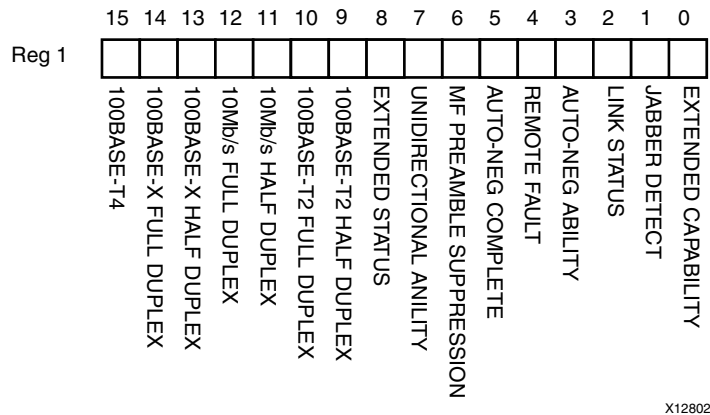 15 14 13 12 11 10 9 8 7 6 5 4 3 2 1 0
Reg 1
100BASE-T4
100BASE-X FULL DUPLEX
100BASE-X HALF DUPLEX
10Mb/s FULL DUPLEX
10Mb/s HALF DUPLEX
100BASE-T2 FULL DUPLEX
100BASE-T2 HALF DUPLEX
EXTENDED STATUS
UNIDIRECTIONAL ANILITY
MF PREAMBLE SUPPRESSION
AUTO-NEG COMPLETE
REMOTE FAULT
AUTO-NEG ABILITY
LINK STATUS
JABBER DETECT
EXTENDED CAPABILITY
X12802